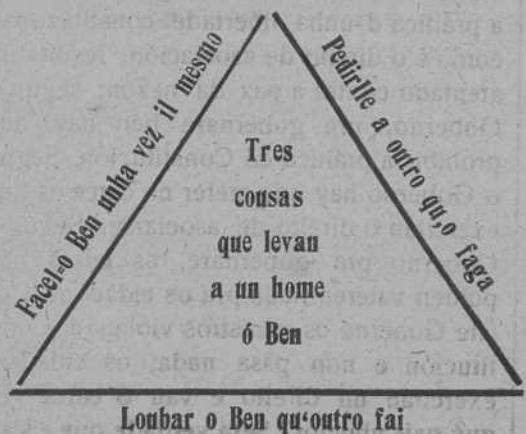 Facel-o Ben nunha vez il mesmo
Pedirlle a outro qu,o faga
Tres
cousas
que levan
a un home
ó Ben
Loubar o Ben qu'outro fai